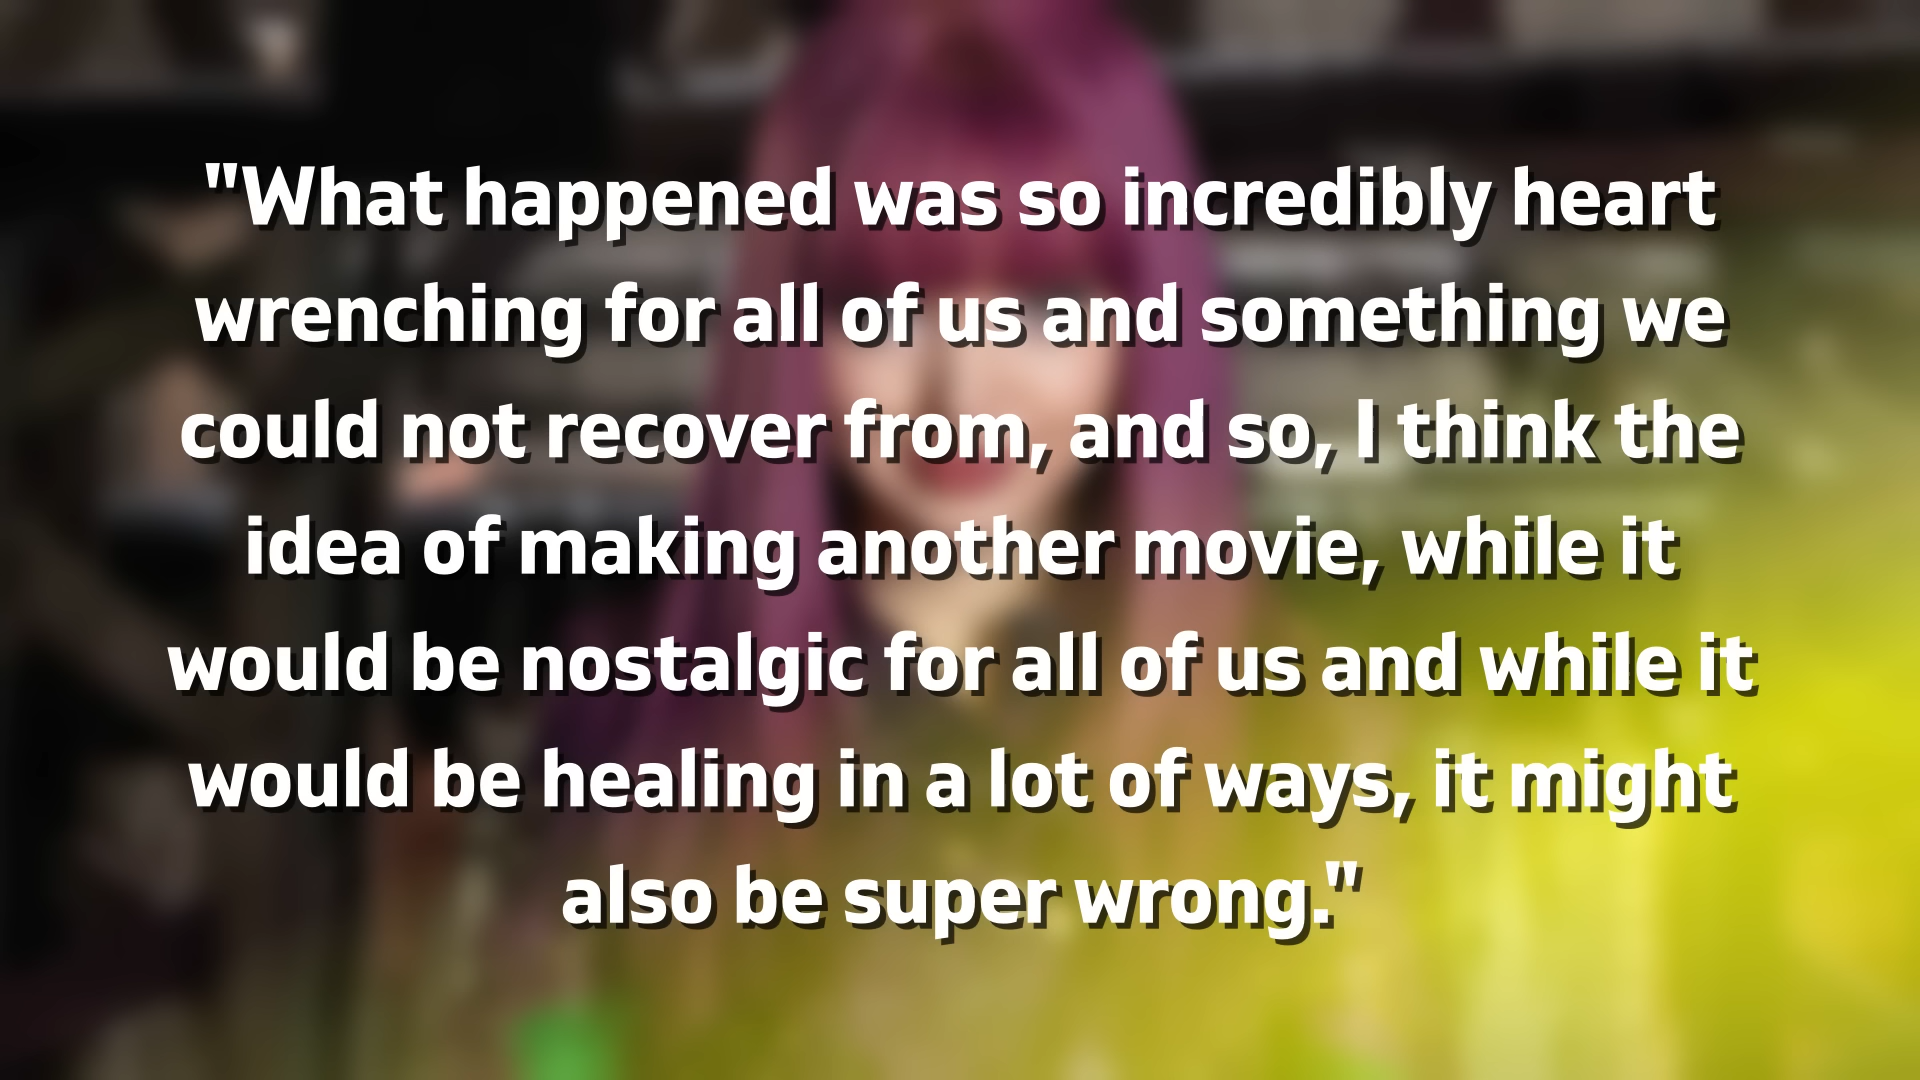 "What happened was so incredibly heart
wrenching for all of us and something we
could not recover from, and so, I think the
idea of making another movie, while it
would be nostalgic for all of us and while it
would be healing in a lot of ways, it might
also be super wrong."